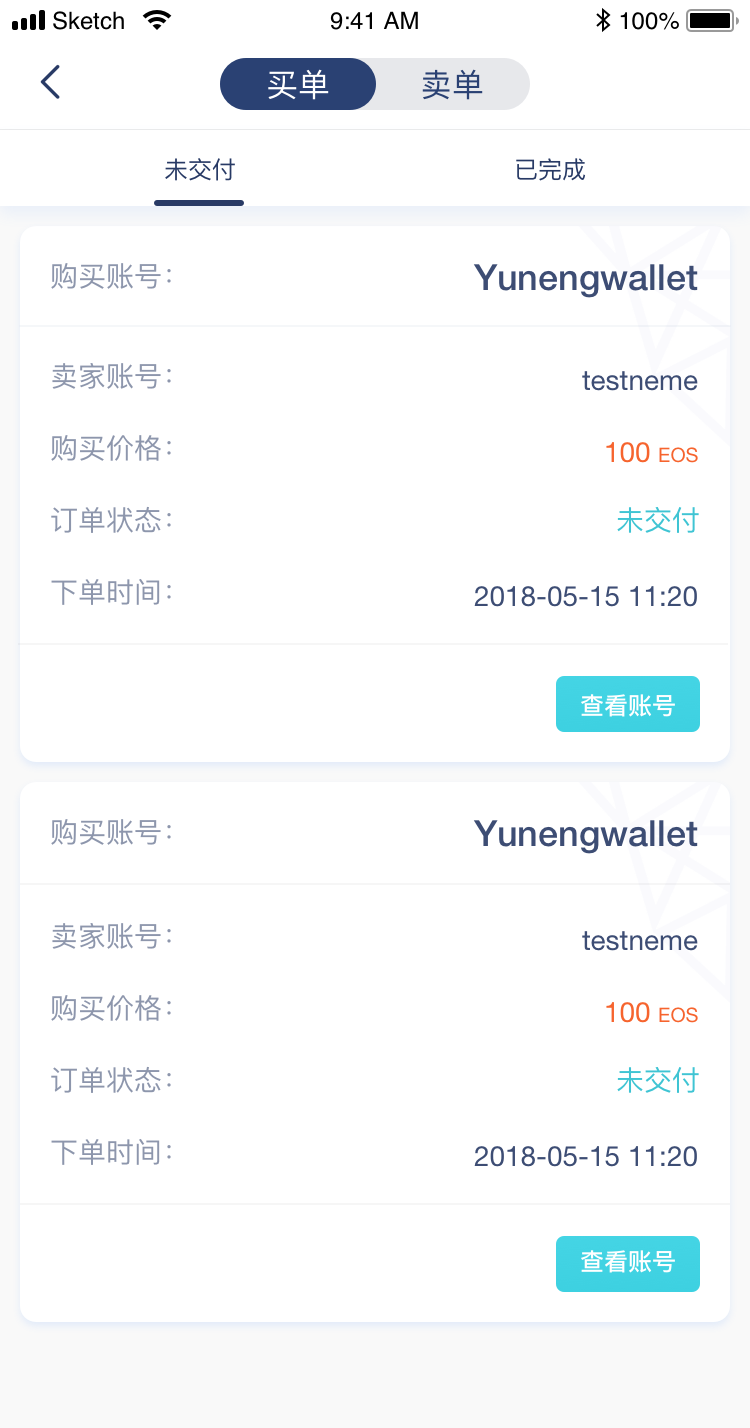 Sketch 9:41 AM 100%
买单 卖单
未交付 已完成
购买账号： Yunengwallet
卖家账号： testneme
购买价格： 100 EOS
订单状态： 未交付
下单时间： 2018-05-15 11:20
查看账号
购买账号： Yunengwallet
卖家账号： testneme
购买价格： 100 EOS
订单状态： 未交付
下单时间： 2018-05-15 11:20
查看账号